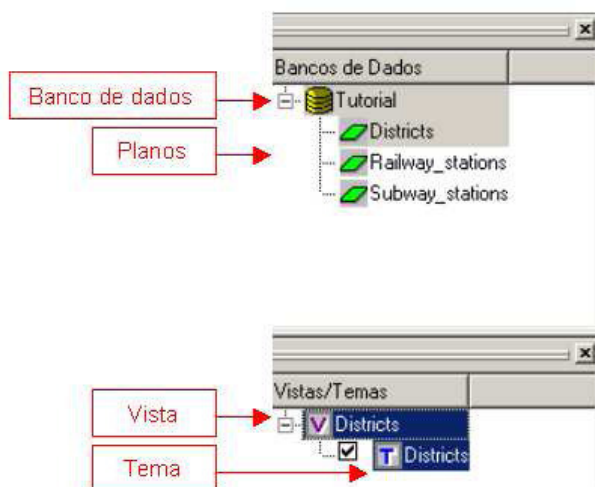 Bancos de Dados
Banco de dados
Tutorial
Districts
Planos
Railway_stations
Subway_stations
Vistas/Temas
Vista
V Districts
T Districts
Tema